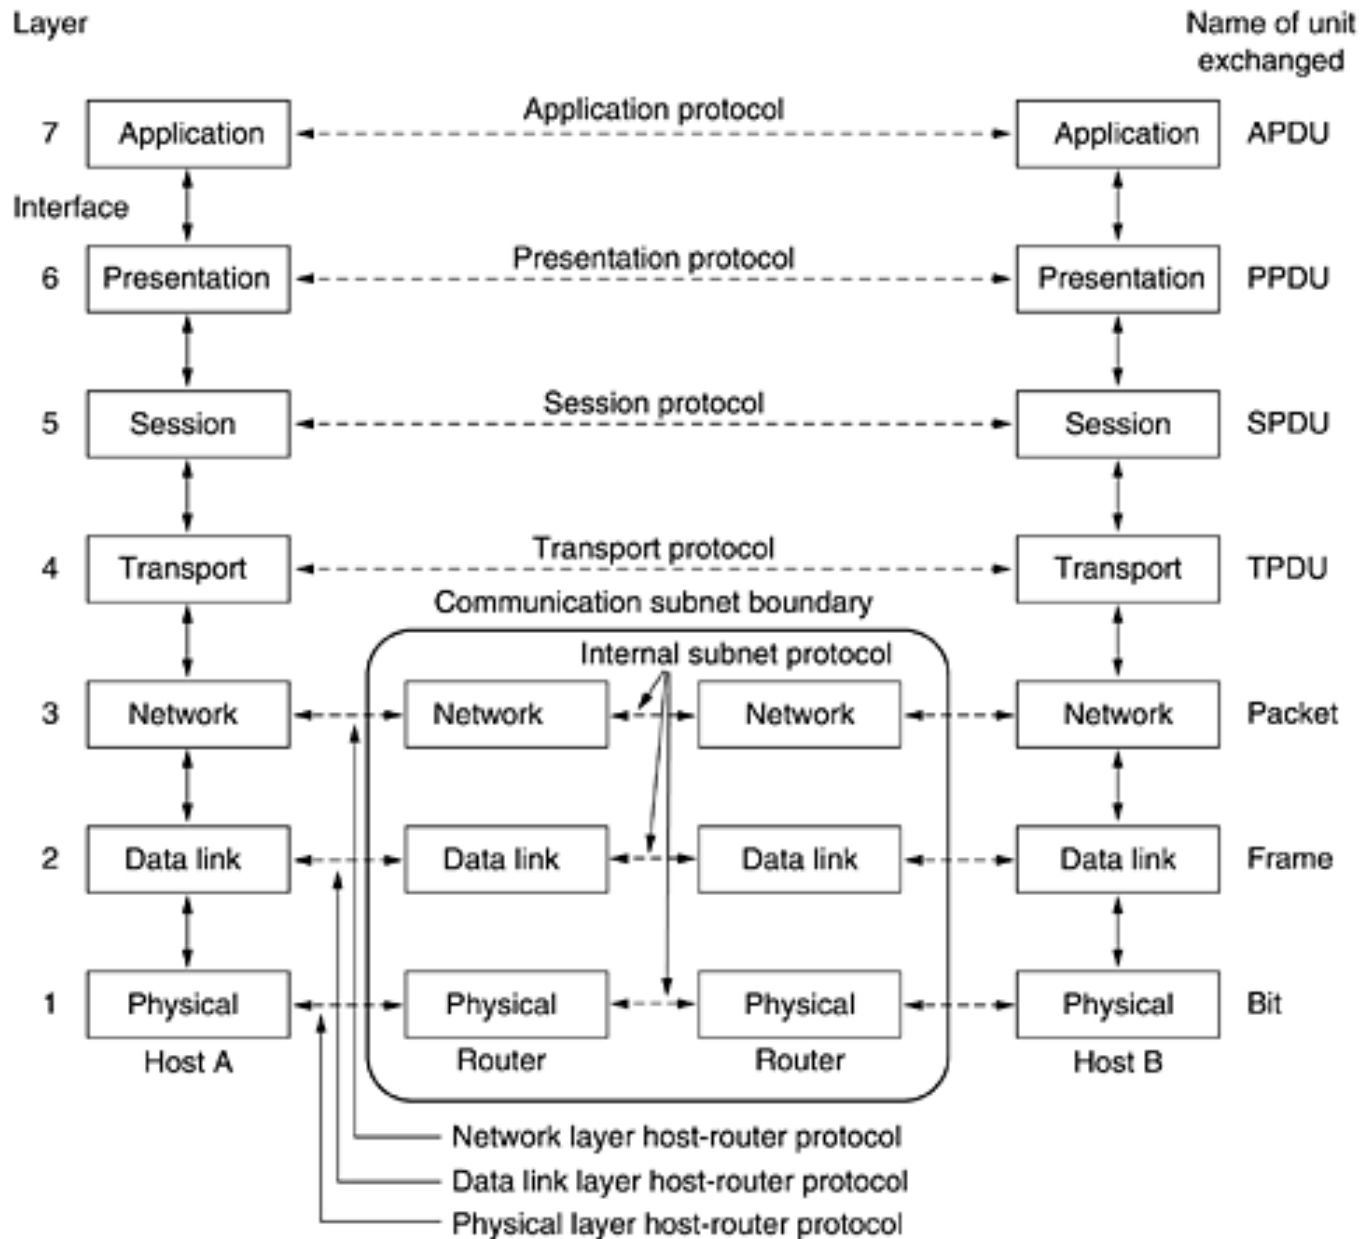 Layer
Name of unit
exchanged
7
Application
Application protocol
Application
APDU
Interface
6
Presentation
Presentation protocol
Presentation
PPDU
5
Session
Session protocol
Session
SPDU
4
Transport
Transport protocol
Transport
TPDU
Communication subnet boundary
Internal subnet protocol
3
Network
Network
Network
Network
Packet
2
Data link
Data link
Data link
Data link
Frame
1
Physical
Physical
Physical
Physical
Bit
Host A
Router
Router
Host B
Network layer host-router protocol
Data link layer host-router protocol
Physical layer host-router protocol